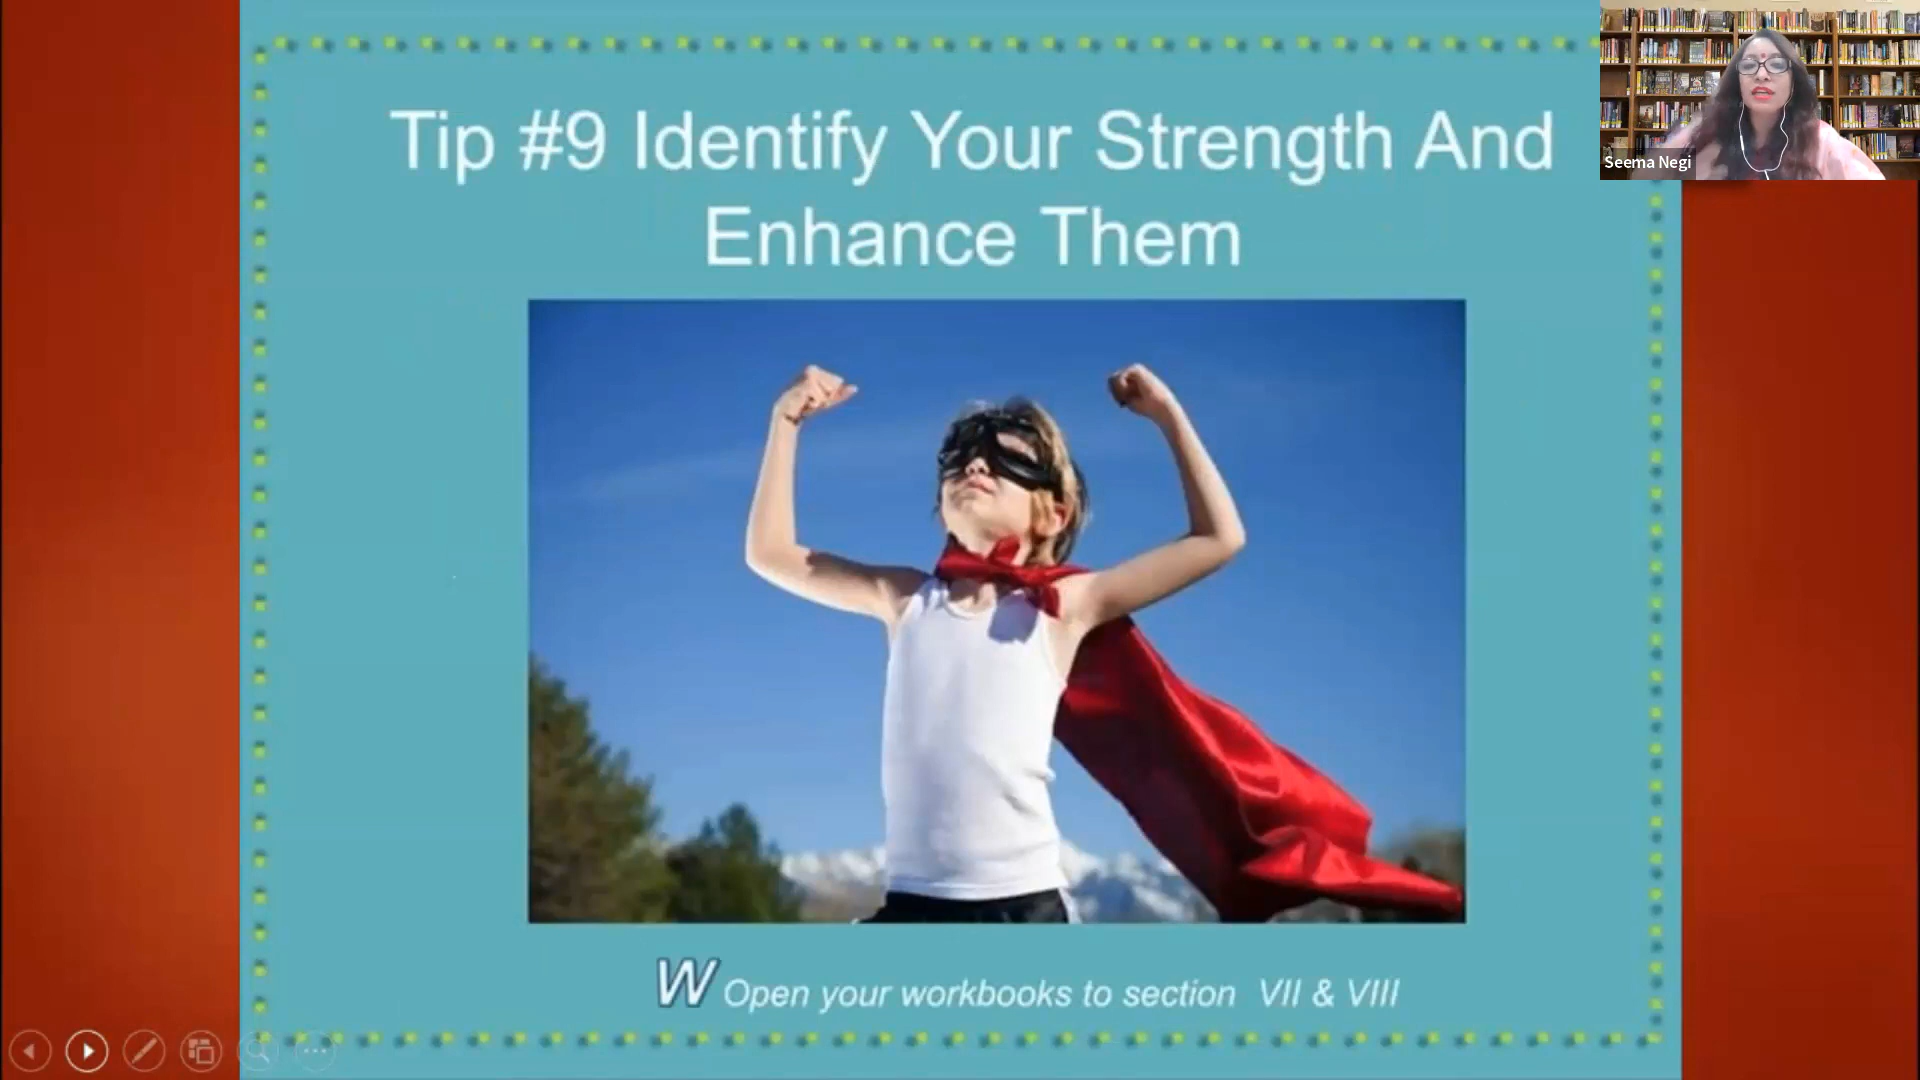 Tip #9 Identify Your Strength And
Enhance Them
Seema Negi
W Open your workbooks to section VII & VIII